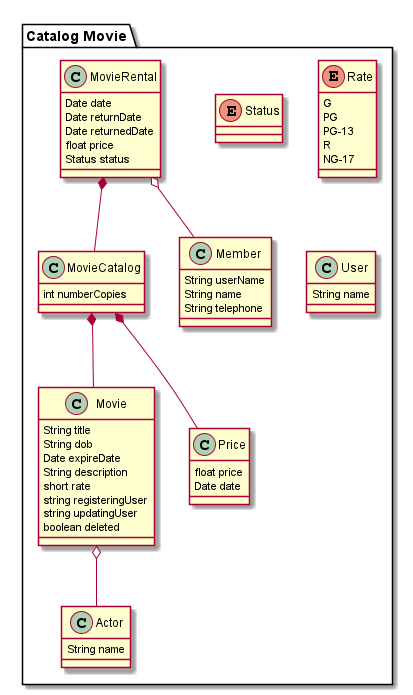 Catalog Movie
C MovieRental
Date date
Date returnDate
Date returnedDate
float price
Status status
E Status
E Rate
G
PG
PG-13
R
NG-17
C MovieCatalog
int numberCopies
C Member
String userName
String name
String telephone
C User
String name
C Movie
String title
String dob
Date expireDate
String description
short rate
string registeringUser
string updatingUser
boolean deleted
C Price
float price
Date date
C Actor
String name